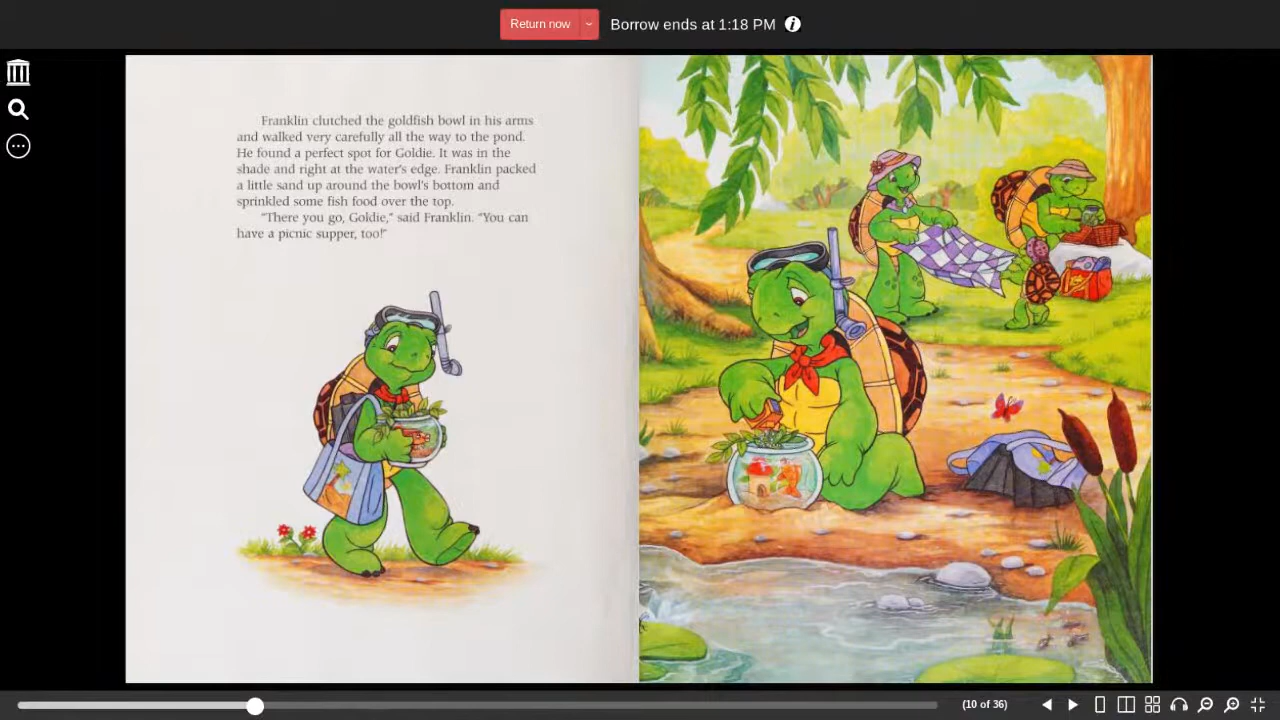 Return now
Borrow ends at 1:18 PM
Franklin clutched the goldfish bowl in his arms
and walked very carefully all the way to the pond.
He found a perfect spot for Goldie. It was in the
shade and right at the water's edge. Franklin packed
a little sand up around the bowl's bottom and
sprinkled some fish food over the top.
"There you go, Goldie," said Franklin. "You can
have a picnic supper, too!"
(10 of 36)